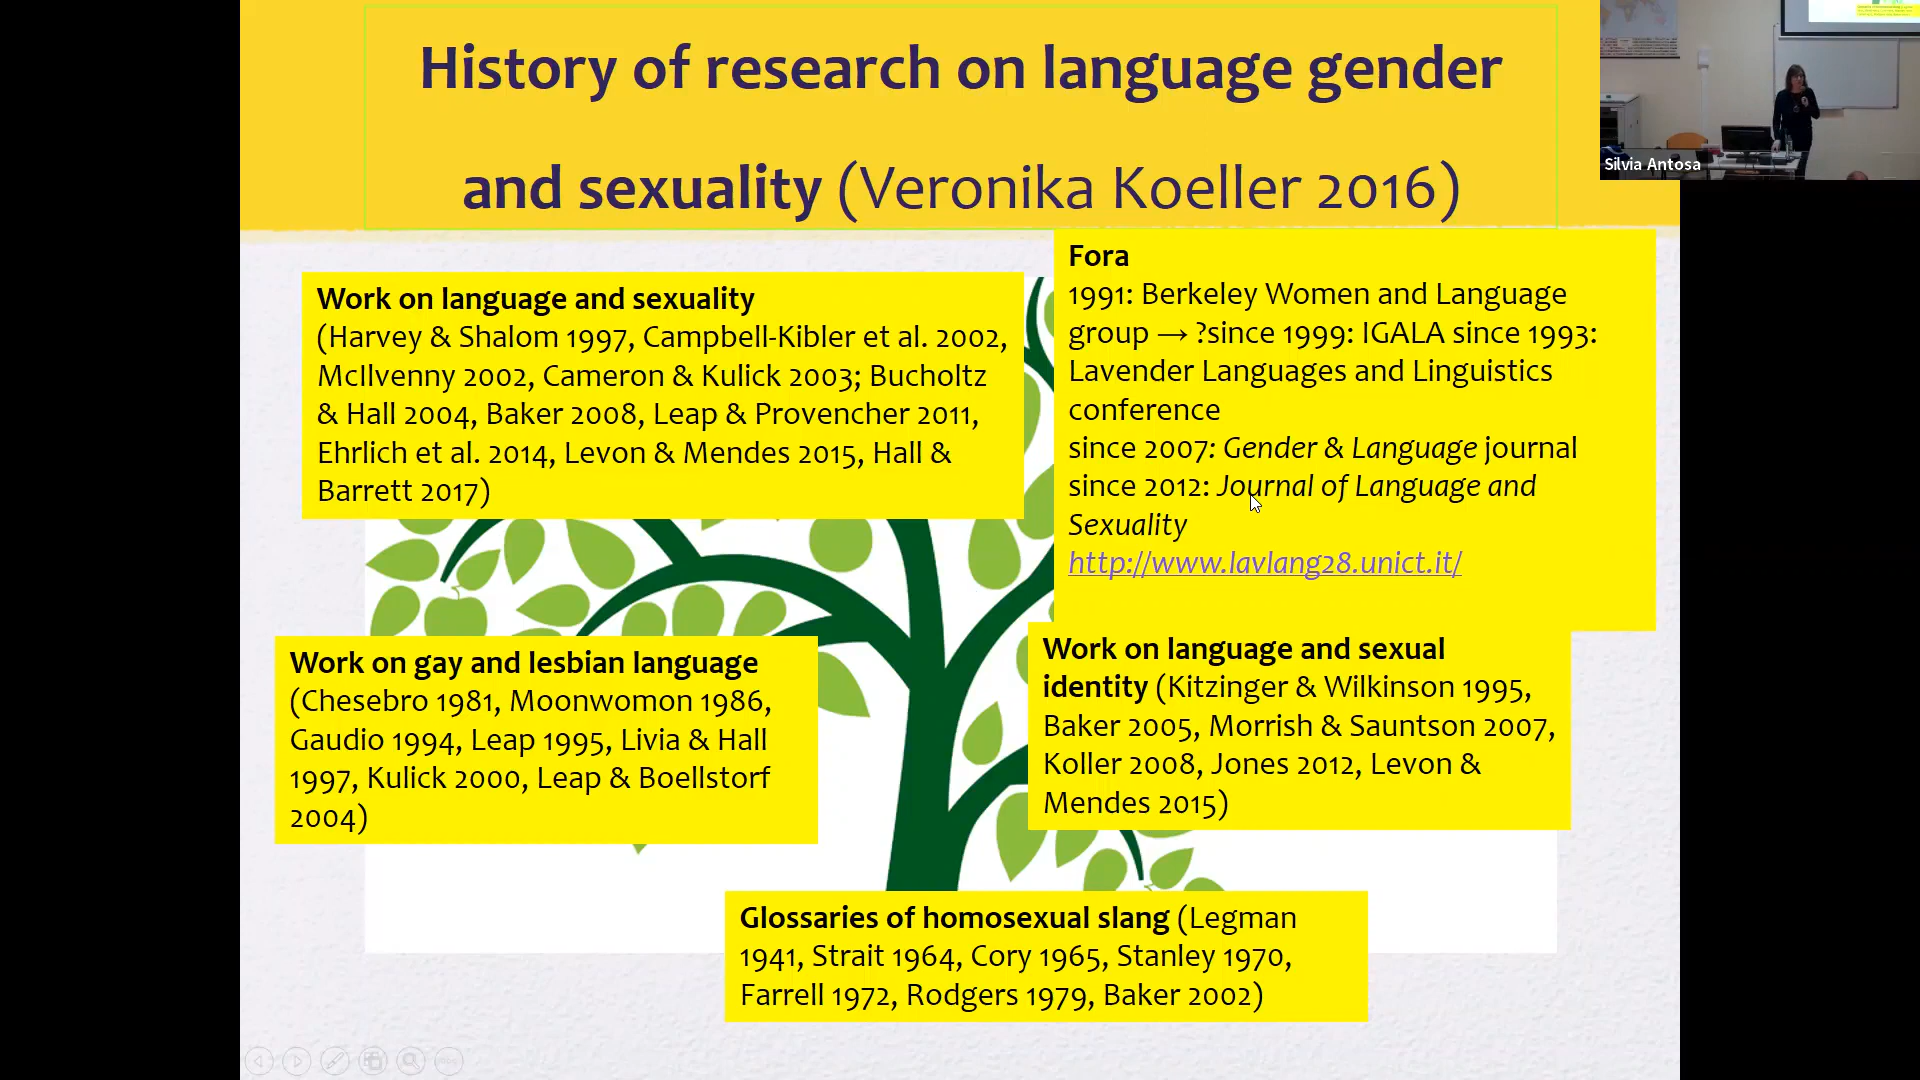 History of research on language gender
and sexuality (Veronika Koeller 2016)
Silvia Antosa
Work on language and sexuality
(Harvey & Shalom 1997, Campbell-Kibler et al. 2002,
McIlvenny 2002, Cameron & Kulick 2003; Bucholtz
& Hall 2004, Baker 2008, Leap & Provencher 2011,
Ehrlich et al. 2014, Levon & Mendes 2015, Hall &
Barrett 2017)
Fora
1991: Berkeley Women and Language
group → ?since 1999: IGALA since 1993:
Lavender Languages and Linguistics
conference
since 2007: Gender & Language journal
since 2012: Journal of Language and
Sexuality
http://www.lavlang28.unict.it/
Work on gay and lesbian language
(Chesebro 1981, Moonwomon 1986,
Gaudio 1994, Leap 1995, Livia & Hall
1997, Kulick 2000, Leap & Boellstorf
2004)
Work on language and sexual
identity (Kitzinger & Wilkinson 1995,
Baker 2005, Morrish & Sauntson 2007,
Koller 2008, Jones 2012, Levon &
Mendes 2015)
Glossaries of homosexual slang (Legman
1941, Strait 1964, Cory 1965, Stanley 1970,
Farrell 1972, Rodgers 1979, Baker 2002)